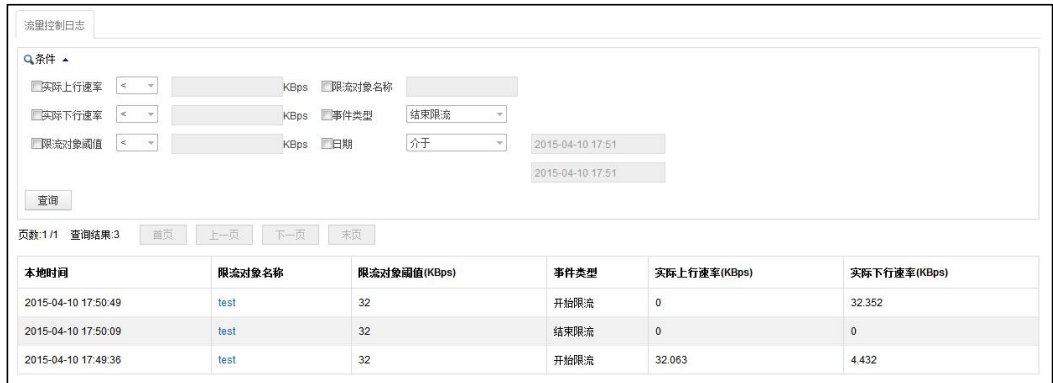 流量控制日志
条件
实际上行速率 < KBps 限流对象名称
实际下行速率 < KBps 事件类型 结束限流
限流对象阈值 < KBps 日期 介于 2015-04-10 17:51
2015-04-10 17:51
查询
页数:1 /1 查询结果:3 首页 上一页 下一页 末页
本地时间 限流对象名称 限流对象阈值(KBps) 事件类型 实际上行速率(KBps) 实际下行速率(KBps)
2015-04-10 17:50:49 test 32 开始限流 0 32.352
2015-04-10 17:50:09 test 32 结束限流 0 0
2015-04-10 17:49:36 test 32 开始限流 32.063 4.432